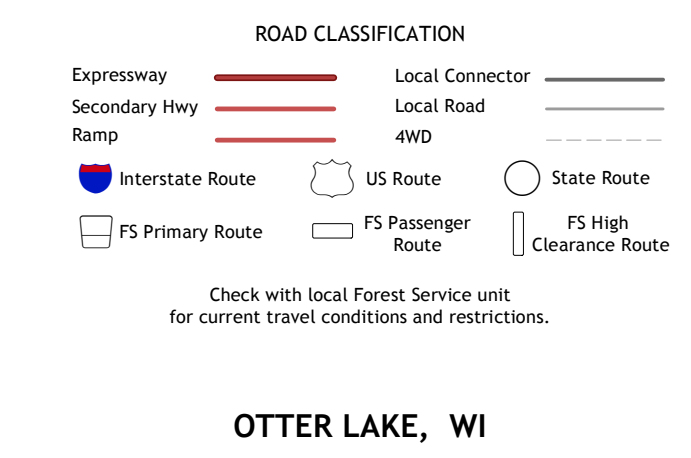 ROAD CLASSIFICATION
Expressway
Local Connector
Secondary Hwy
Local Road
Ramp
4WD
Interstate Route
US Route
State Route
FS Primary Route
FS Passenger
Route
FS High
Clearance Route
Check with local Forest Service unit
for current travel conditions and restrictions.
OTTER LAKE, WI